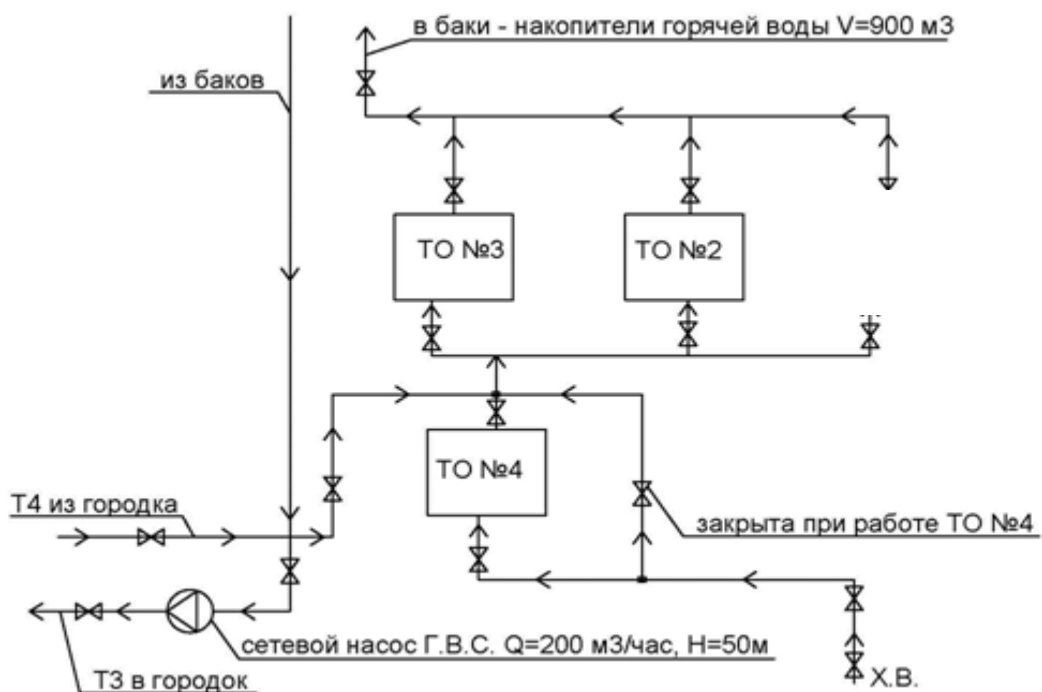 в баки - накопители горячей воды V=900 м3
из баков
ТО №3
ТО №2
ТО №4
Т4 из городка
закрыта при работе ТО №4
сетевой насос Г.В.С. Q=200 м3/час, Н=50м
Т3 в городок
Х.В.